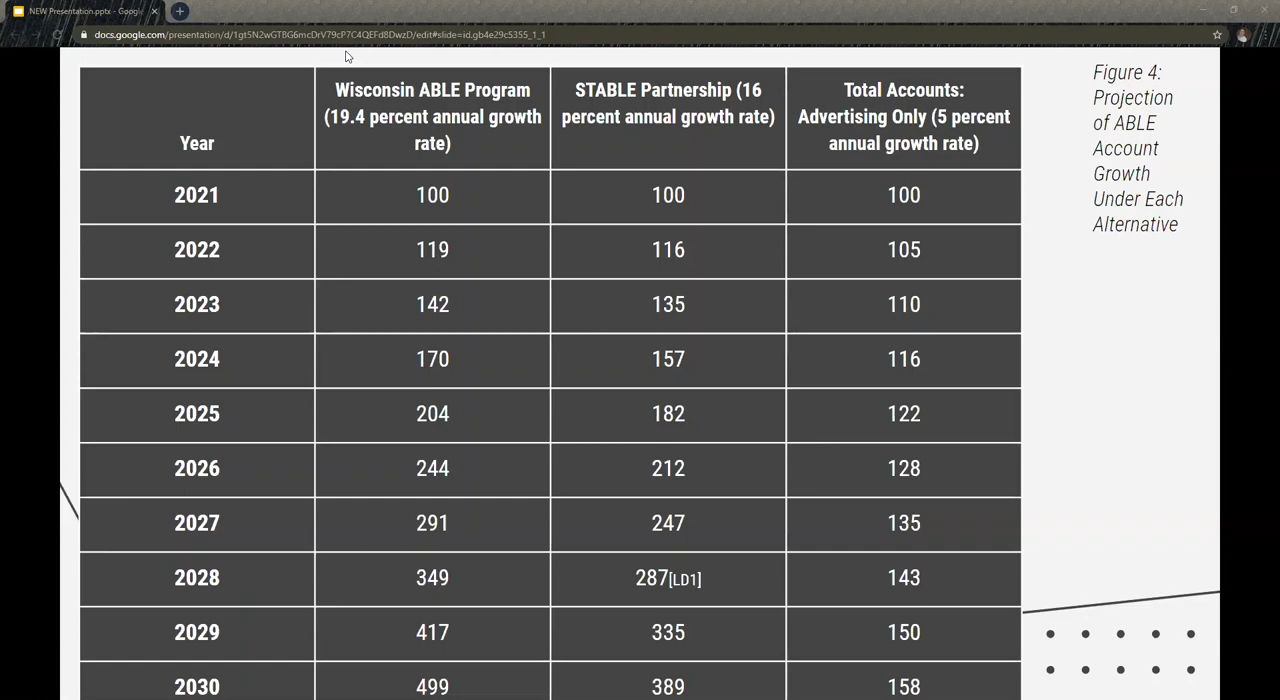 NEW Presentation.pptx - Google
docs.google.com/presentation/d/1gt5N2wGTBG6mcDrV79cP7C4QEFd8DwzD/edit#slide=id.gb4e29c5355_1_1
Year
Wisconsin ABLE Program
(19.4 percent annual growth
rate)
STABLE Partnership (16
percent annual growth rate)
Total Accounts:
Advertising Only (5 percent
annual growth rate)
2021 100 100 100
2022 119 116 105
2023 142 135 110
2024 170 157 116
2025 204 182 122
2026 244 212 128
2027 291 247 135
2028 349 287[LD1] 143
2029 417 335 150
2030 499 389 158
Figure 4:
Projection
of ABLE
Account
Growth
Under Each
Alternative